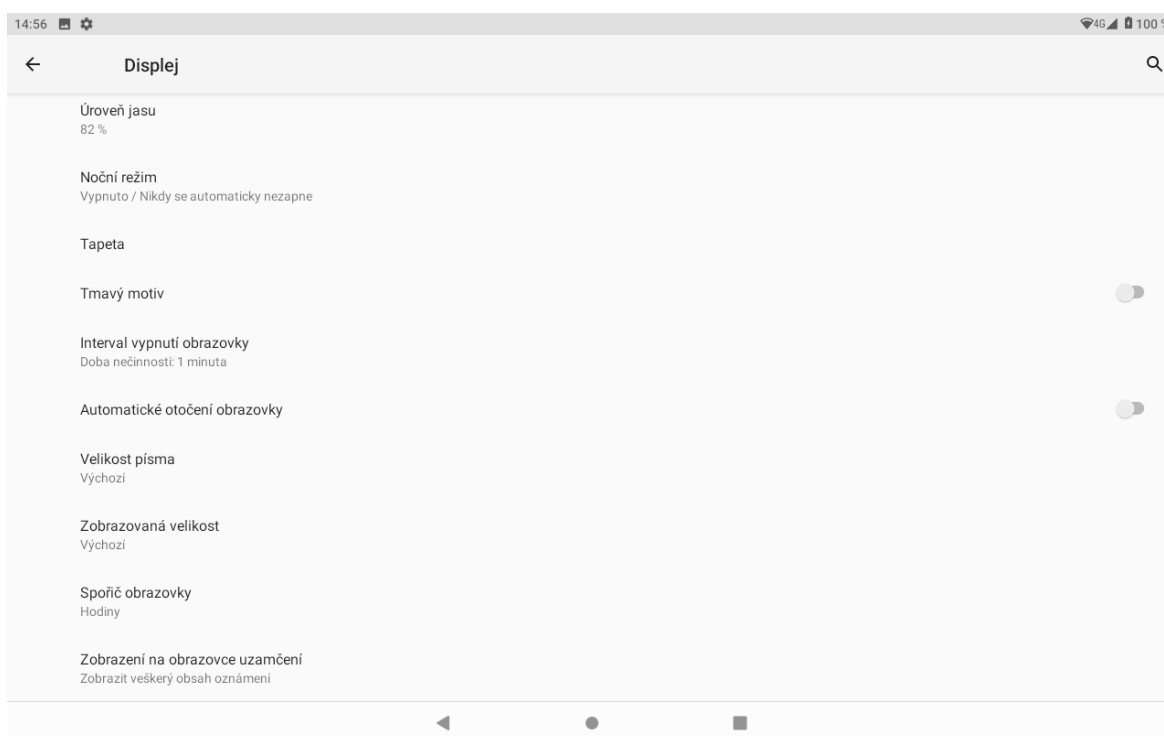 14:56 4G 100 %
Displej
Úroveň jasu
82 %
Noční režim
Vypnuto / Nikdy se automaticky nezapne
Tapeta
Tmavý motiv
Interval vypnutí obrazovky
Doba nečinnosti: 1 minuta
Automatické otočení obrazovky
Velikost písma
Výchozí
Zobrazovaná velikost
Výchozí
Spořič obrazovky
Hodiny
Zobrazení na obrazovce uzamčení
Zobrazit veškerý obsah oznámení